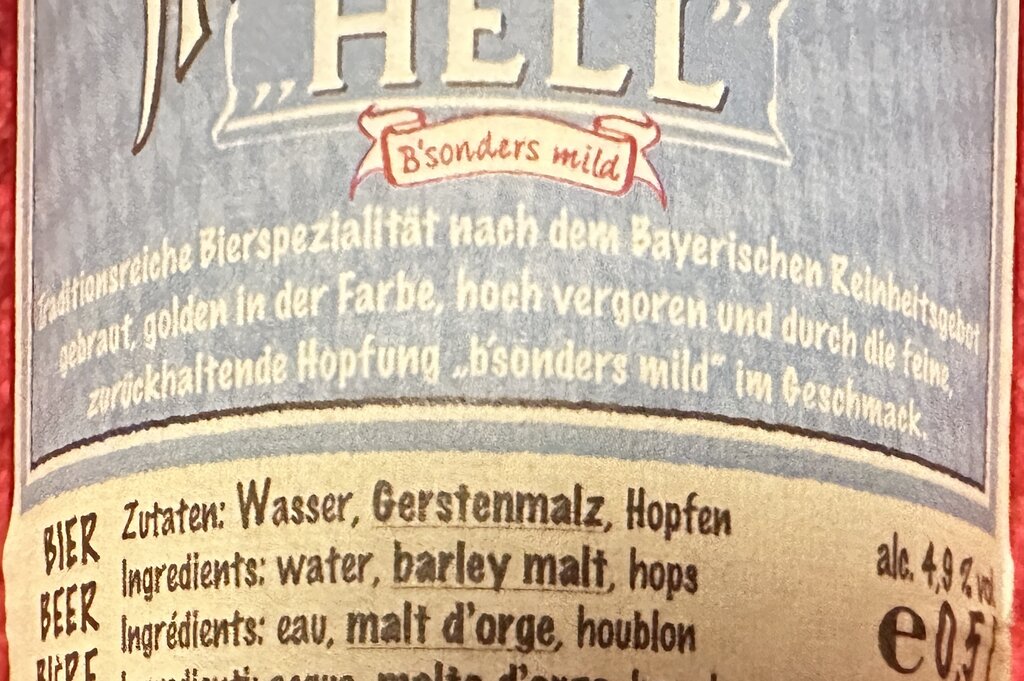 „HELL”
B'sonders mild
Traditionsreiche Bierspezialität nach dem Bayerischen Reinheitsgebot
gebraut, golden in der Farbe, hoch vergoren und durch die feine,
zurückhaltende Hopfung „b'sonders mild” im Geschmack.
BIER Zutaten: Wasser, Gerstenmalz, Hopfen
BEER Ingredients: water, barley malt, hops
BIÈRE Ingrédients: eau, malt d'orge, houblon
alc. 4,9 % vol
e 0,5 l